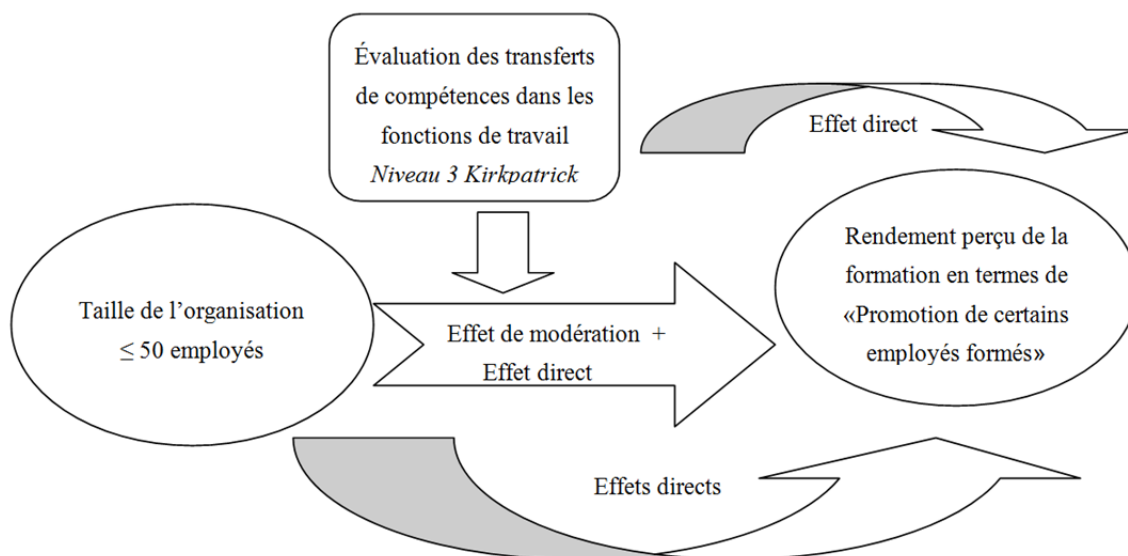 Évaluation des transferts
de compétences dans les
fonctions de travail
Niveau 3 Kirkpatrick
Effet direct
Rendement perçu de la
formation en termes de
«Promotion de certains
employés formés»
Taille de l’organisation
≤ 50 employés
Effet de modération +
Effet direct
Effets directs